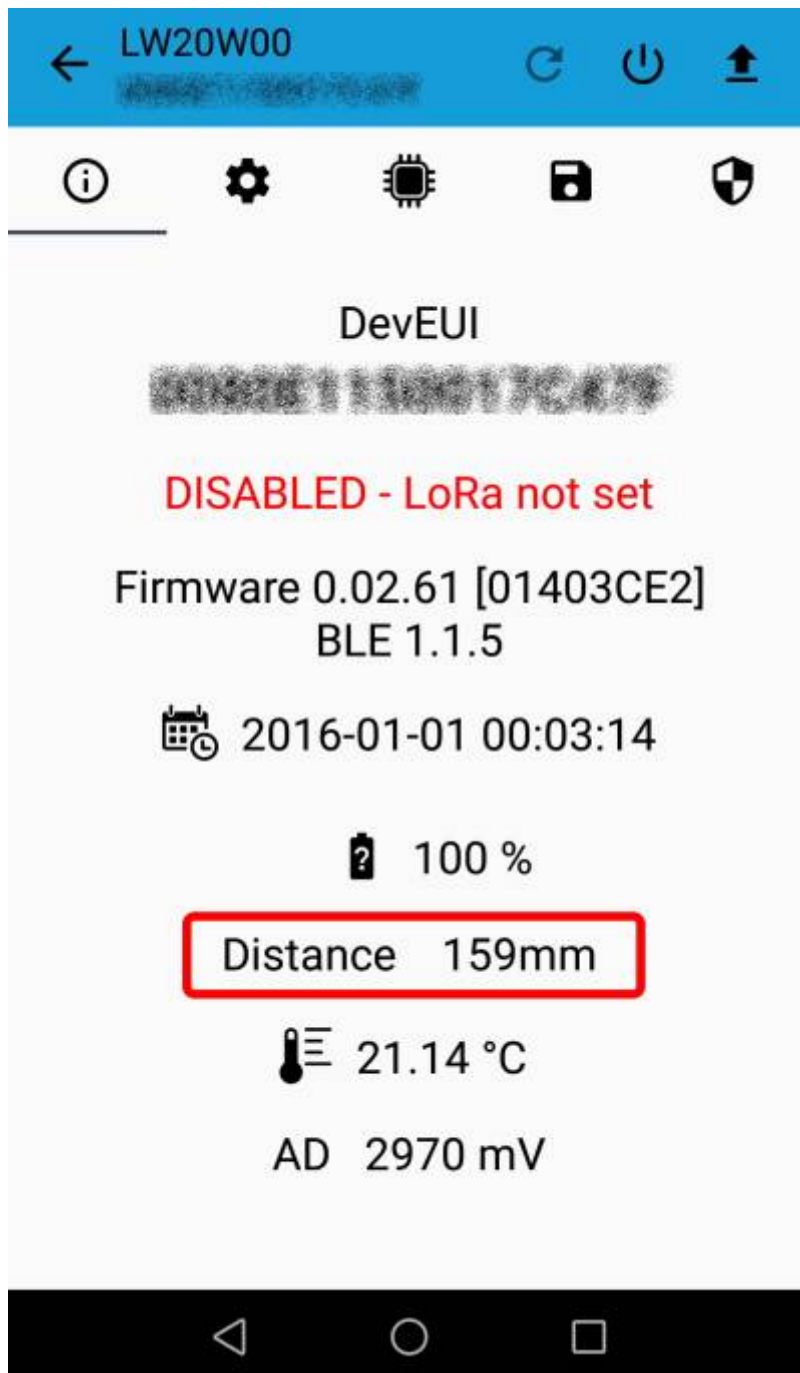 LW20W00
DevEUI
DISABLED - LoRa not set
Firmware 0.02.61 [01403CE2]
BLE 1.1.5
2016-01-01 00:03:14
100 %
Distance 159mm
21.14 °C
AD 2970 mV